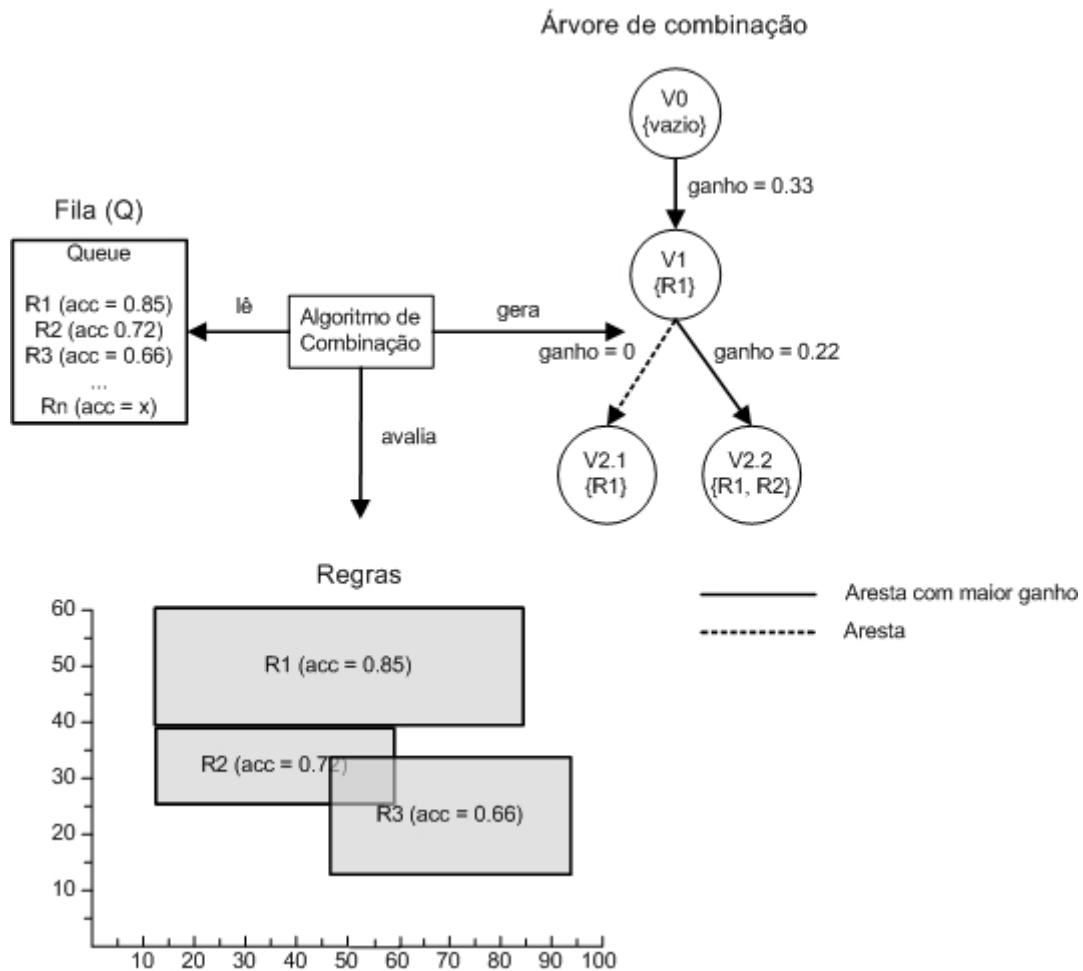 Árvore de combinação
V0
{vazio}
ganho = 0.33
Fila (Q)
Queue
R1 (acc = 0.85)
R2 (acc 0.72)
R3 (acc = 0.66)
...
Rn (acc = x)
lê
Algoritmo de
Combinação
gera
avalia
V1
{R1}
ganho = 0
ganho = 0.22
V2.1
{R1}
V2.2
{R1, R2}
Aresta com maior ganho
Aresta
Regras
60
50
40
30
20
10
R1 (acc = 0.85)
R2 (acc = 0.72)
R3 (acc = 0.66)
10 20 30 40 50 60 70 80 90 100